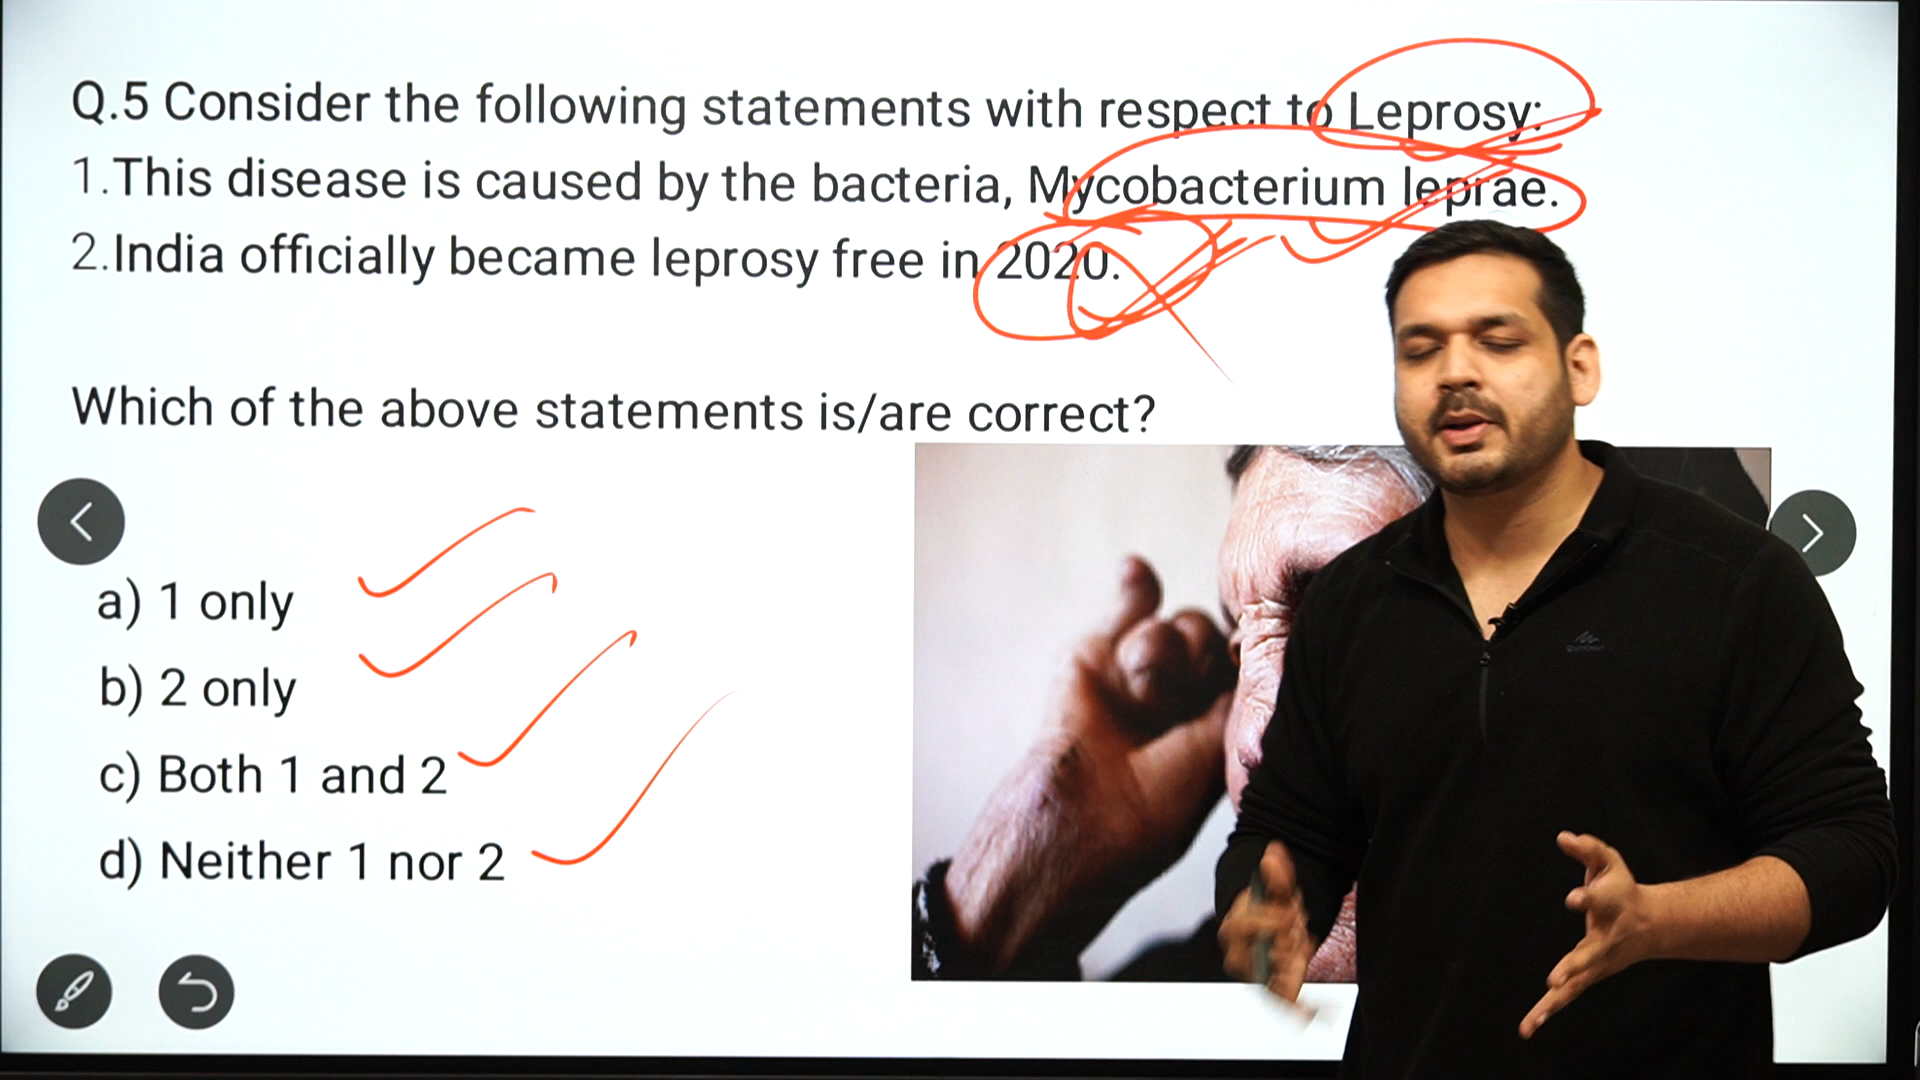 Q.5 Consider the following statements with respect to Leprosy:
1.This disease is caused by the bacteria, Mycobacterium leprae.
2.India officially became leprosy free in 2020.
Which of the above statements is/are correct?
a) 1 only
b) 2 only
c) Both 1 and 2
d) Neither 1 nor 2